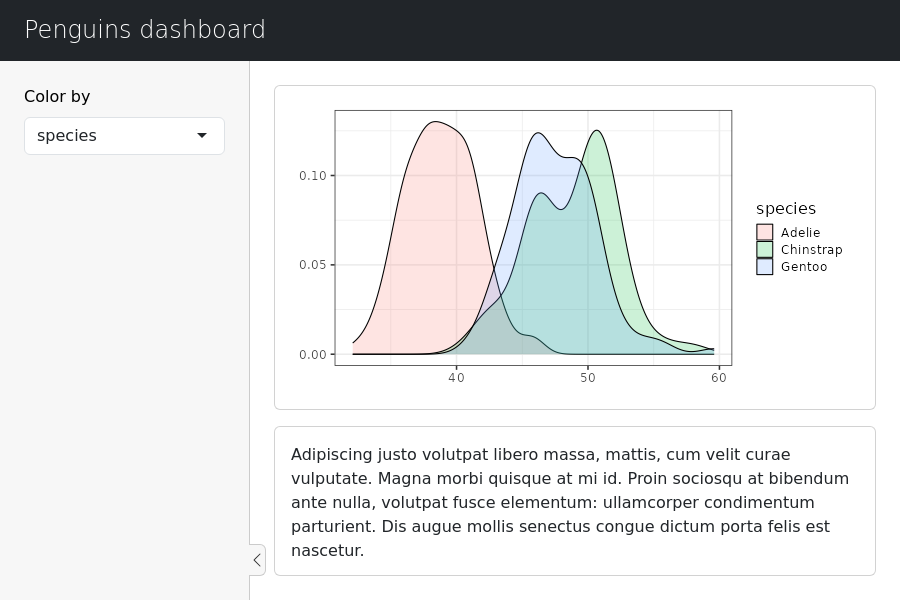 Penguins dashboard
Color by
species
0.10
0.05
0.00
40
50
60
species
Adelie
Chinstrap
Gentoo
Adipiscing justo volutpat libero massa, mattis, cum velit curae
vulputate. Magna morbi quisque at mi id. Proin sociosqu at bibendum
ante nulla, volutpat fusce elementum: ullamcorper condimentum
parturient. Dis augue mollis senectus congue dictum porta felis est
nascetur.